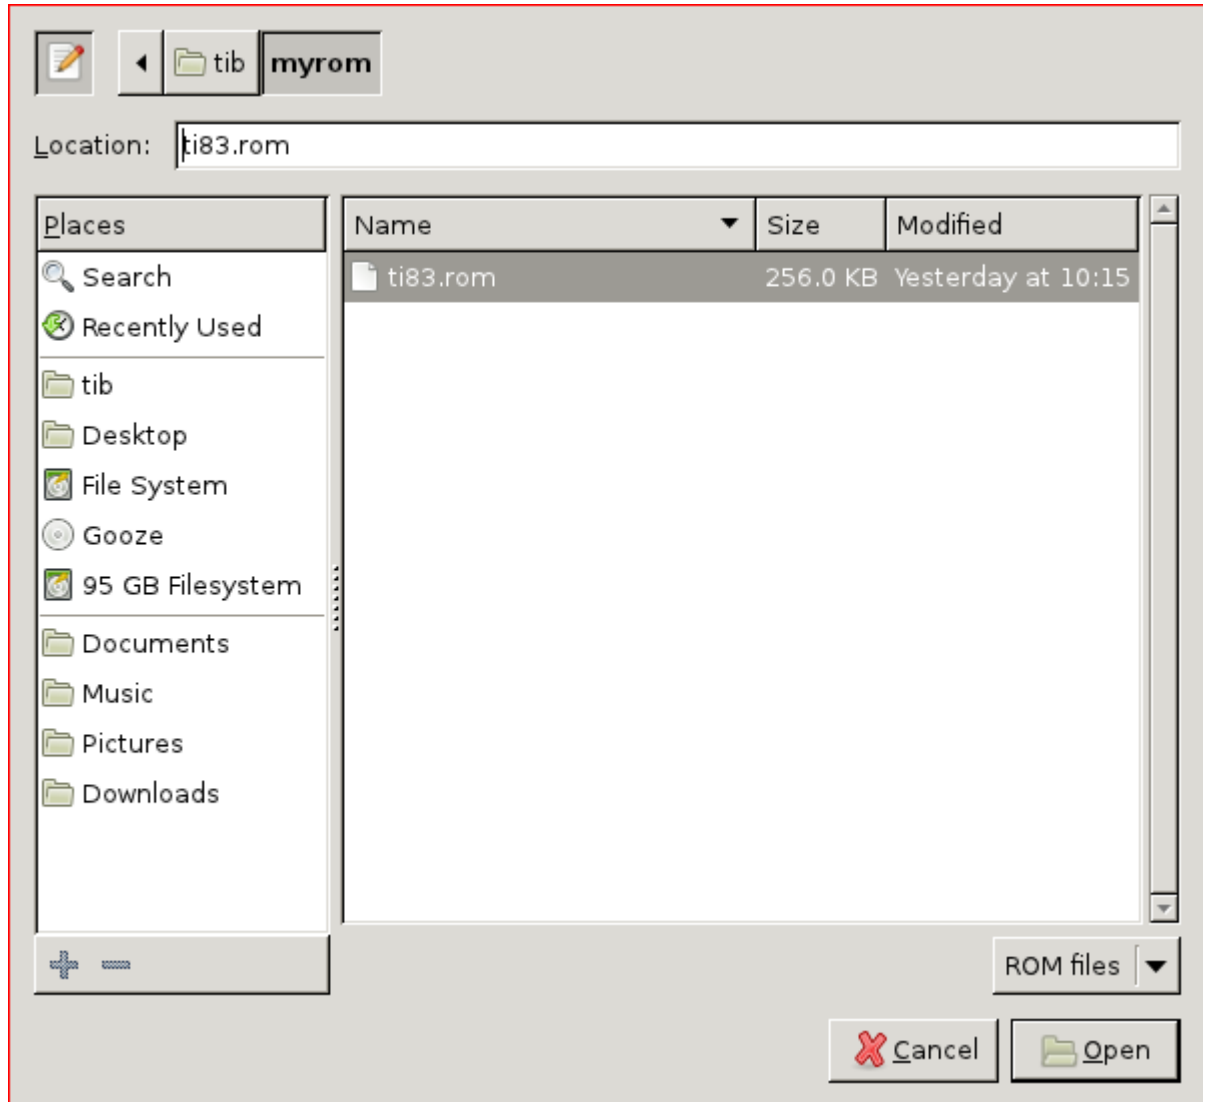 tib myrom
Location: ti83.rom
Places
Search
Recently Used
tib
Desktop
File System
Gooze
95 GB Filesystem
Documents
Music
Pictures
Downloads
Name Size Modified
ti83.rom 256.0 KB Yesterday at 10:15
ROM files
Cancel Open